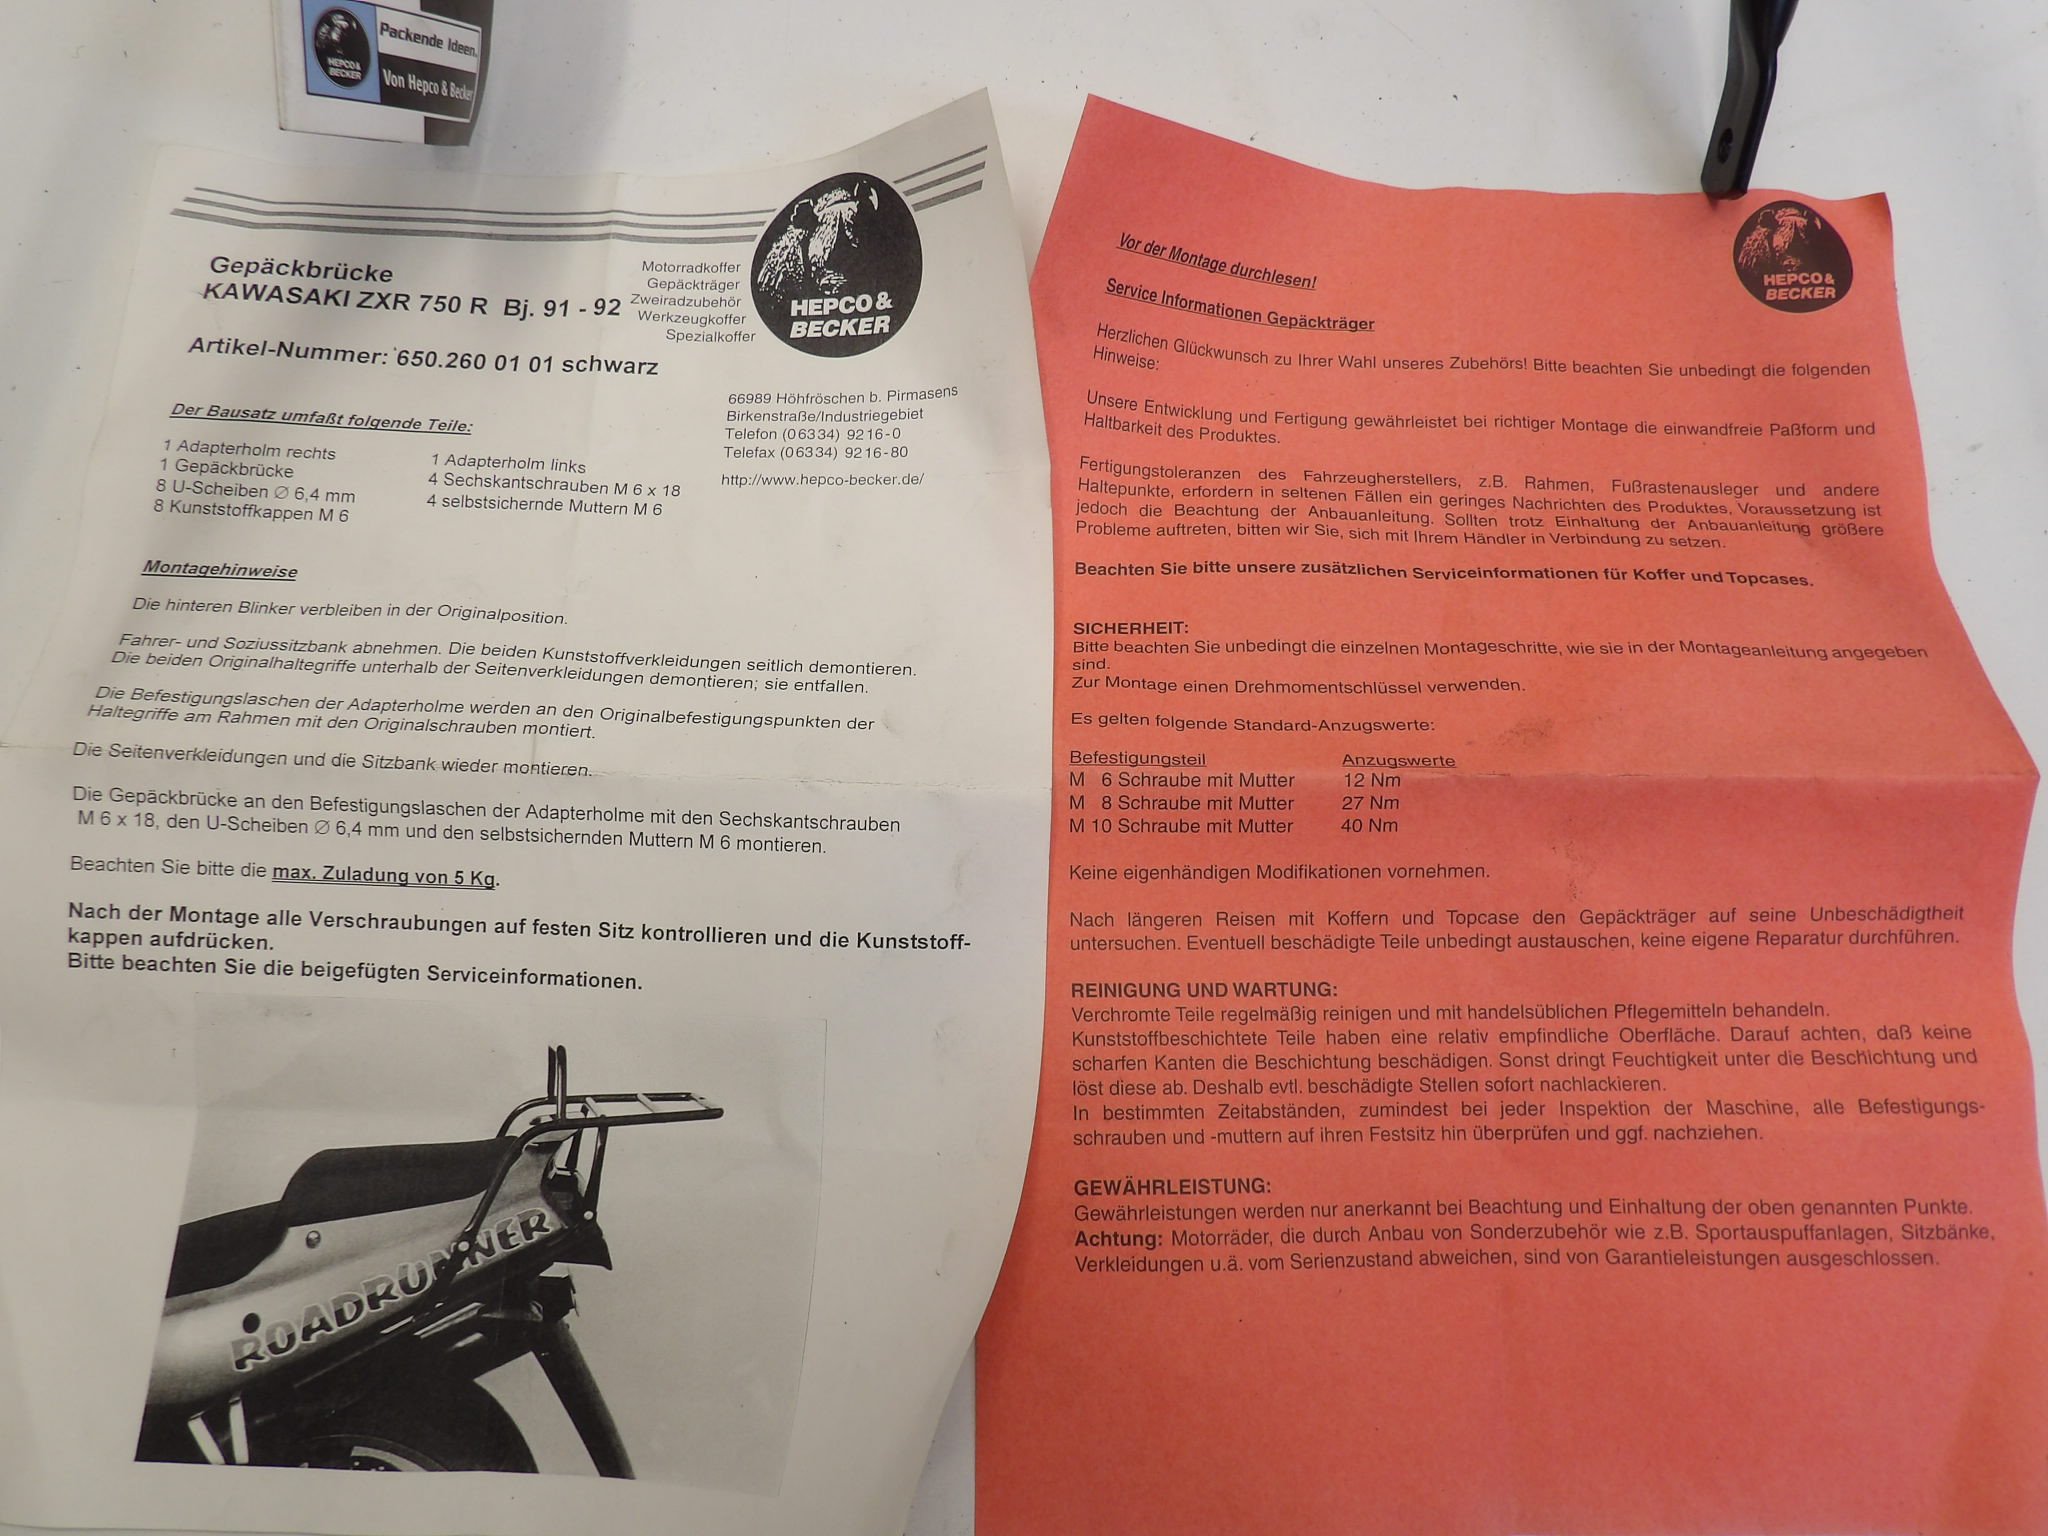 Packende Ideen.
Von Hepco & Becker
HEPCO &
BECKER
Gepäckbrücke
KAWASAKI ZXR 750 R Bj. 91 - 92
Artikel-Nummer: 650.260 01 01 schwarz
Motorradkoffer
Gepäckträger
Zweiradzubehör
Werkzeugkoffer
Spezialkoffer
HEPCO &
BECKER
66989 Höhfröschen b. Pirmasens
Birkenstraße/Industriegebiet
Telefon (06334) 9216-0
Telefax (06334) 9216-80
http://www.hepco-becker.de/
Der Bausatz umfaßt folgende Teile:
1 Adapterholm rechts
1 Gepäckbrücke
8 U-Scheiben ∅ 6,4 mm
8 Kunststoffkappen M 6
1 Adapterholm links
4 Sechskantschrauben M 6 x 18
4 selbstsichernde Muttern M 6
Montagehinweise
Die hinteren Blinker verbleiben in der Originalposition.
Fahrer- und Soziussitzbank abnehmen. Die beiden Kunststoffverkleidungen seitlich demontieren.
Die beiden Originalhaltegriffe unterhalb der Seitenverkleidungen demontieren; sie entfallen.
Die Befestigungslaschen der Adapterholme werden an den Originalbefestigungspunkten der
Haltegriffe am Rahmen mit den Originalschrauben montiert.
Die Seitenverkleidungen und die Sitzbank wieder montieren.
Die Gepäckbrücke an den Befestigungslaschen der Adapterholme mit den Sechskantschrauben
M 6 x 18, den U-Scheiben ∅ 6,4 mm und den selbstsichernden Muttern M 6 montieren.
Beachten Sie bitte die max. Zuladung von 5 Kg.
Nach der Montage alle Verschraubungen auf festen Sitz kontrollieren und die Kunststoff-
kappen aufdrücken.
Bitte beachten Sie die beigefügten Serviceinformationen.
ROADRUNNER
HEPCO &
BECKER
Vor der Montage durchlesen!
Service Informationen Gepäckträger
Herzlichen Glückwunsch zu Ihrer Wahl unseres Zubehörs! Bitte beachten Sie unbedingt die folgenden
Hinweise:
Unsere Entwicklung und Fertigung gewährleistet bei richtiger Montage die einwandfreie Paßform und
Haltbarkeit des Produktes.
Fertigungstoleranzen des Fahrzeugherstellers, z.B. Rahmen, Fußrastenausleger und andere
Haltepunkte, erfordern in seltenen Fällen ein geringes Nachrichten des Produktes, Voraussetzung ist
jedoch die Beachtung der Anbauanleitung. Sollten trotz Einhaltung der Anbauanleitung größere
Probleme auftreten, bitten wir Sie, sich mit Ihrem Händler in Verbindung zu setzen.
Beachten Sie bitte unsere zusätzlichen Serviceinformationen für Koffer und Topcases.
SICHERHEIT:
Bitte beachten Sie unbedingt die einzelnen Montageschritte, wie sie in der Montageanleitung angegeben
sind.
Zur Montage einen Drehmomentschlüssel verwenden.
Es gelten folgende Standard-Anzugswerte:
Befestigungsteil Anzugswerte
M 6 Schraube mit Mutter 12 Nm
M 8 Schraube mit Mutter 27 Nm
M 10 Schraube mit Mutter 40 Nm
Keine eigenhändigen Modifikationen vornehmen.
Nach längeren Reisen mit Koffern und Topcase den Gepäckträger auf seine Unbeschädigtheit
untersuchen. Eventuell beschädigte Teile unbedingt austauschen, keine eigene Reparatur durchführen.
REINIGUNG UND WARTUNG:
Verchromte Teile regelmäßig reinigen und mit handelsüblichen Pflegemitteln behandeln.
Kunststoffbeschichtete Teile haben eine relativ empfindliche Oberfläche. Darauf achten, daß keine
scharfen Kanten die Beschichtung beschädigen. Sonst dringt Feuchtigkeit unter die Beschichtung und
löst diese ab. Deshalb evtl. beschädigte Stellen sofort nachlackieren.
In bestimmten Zeitabständen, zumindest bei jeder Inspektion der Maschine, alle Befestigungs-
schrauben und -muttern auf ihren Festsitz hin überprüfen und ggf. nachziehen.
GEWÄHRLEISTUNG:
Gewährleistungen werden nur anerkannt bei Beachtung und Einhaltung der oben genannten Punkte.
Achtung: Motorräder, die durch Anbau von Sonderzubehör wie z.B. Sportauspuffanlagen, Sitzbänke,
Verkleidungen u.ä. vom Serienzustand abweichen, sind von Garantieleistungen ausgeschlossen.